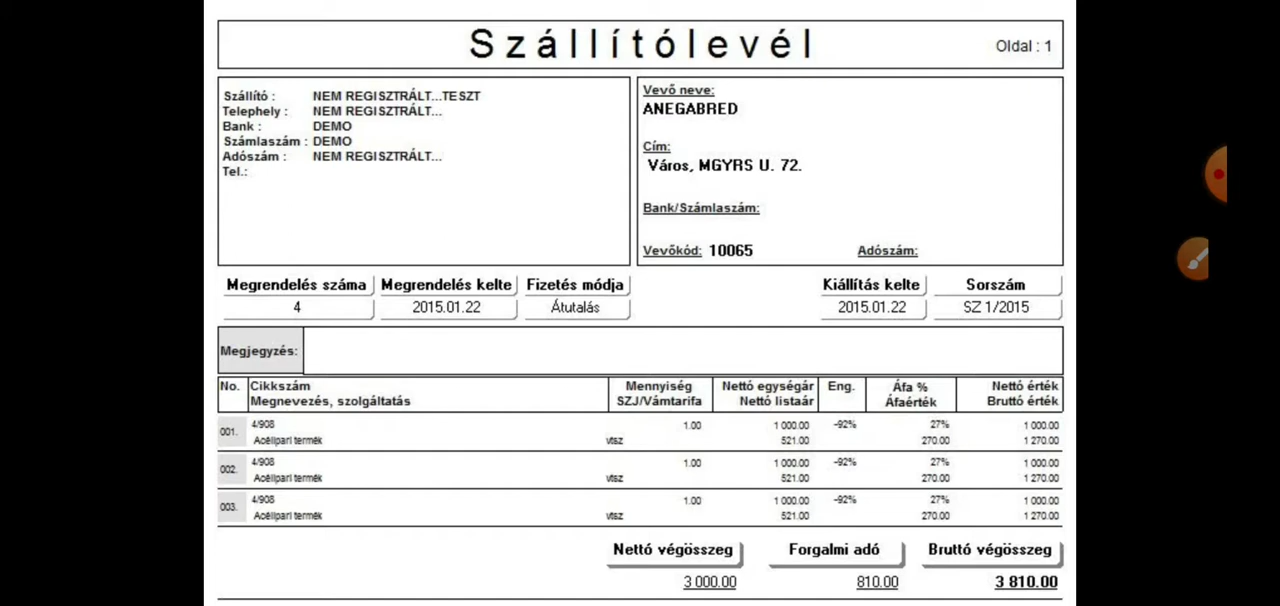 Szállítólevél
Oldal : 1
Szállító : NEM REGISZTRÁLT...TESZT
Telephely : NEM REGISZTRÁLT...
Bank : DEMO
Számlaszám : DEMO
Adószám : NEM REGISZTRÁLT...
Tel.:
Vevő neve:
ANEGABRED
Cím:
Város, MGYRS U. 72.
Bank/Számlaszám:
Vevőkód: 10065 Adószám:
Megrendelés száma Megrendelés kelte Fizetés módja Kiállítás kelte Sorszám
4 2015.01.22 Átutalás 2015.01.22 SZ 1/2015
Megjegyzés:
No. Cikkszám Mennyiség Nettó egységár Eng. Áfa % Nettó érték
Megnevezés, szolgáltatás SZJ/Vámtarifa Nettó listaár Áfaérték Bruttó érték
001. 4/908 1.00 1 000.00 -92% 27% 1 000.00
Acélipari termék vtsz 521.00 270.00 1 270.00
002. 4/908 1.00 1 000.00 -92% 27% 1 000.00
Acélipari termék vtsz 521.00 270.00 1 270.00
003. 4/908 1.00 1 000.00 -92% 27% 1 000.00
Acélipari termék vtsz 521.00 270.00 1 270.00
Nettó végösszeg Forgalmi adó Bruttó végösszeg
3 000.00 810.00 3 810.00